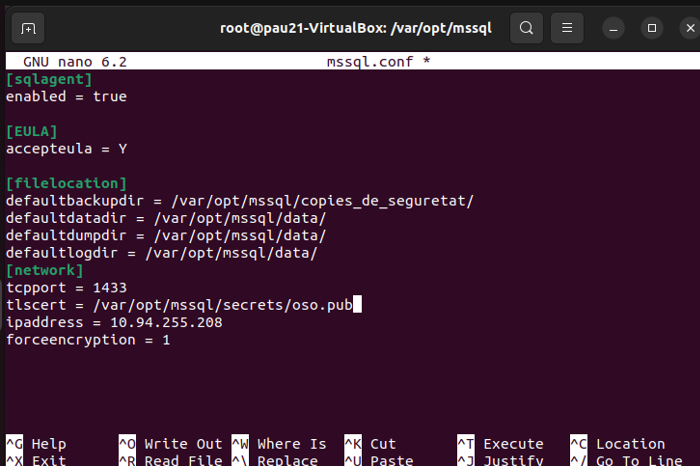 root@pau21-VirtualBox: /var/opt/mssql
GNU nano 6.2 mssql.conf *
[sqlagent]
enabled = true
[EULA]
accepteula = Y
[filelocation]
defaultbackupdir = /var/opt/mssql/copies_de_seguretat/
defaultdatadir = /var/opt/mssql/data/
defaultdumpdir = /var/opt/mssql/data/
defaultlogdir = /var/opt/mssql/data/
[network]
tcpport = 1433
tlscert = /var/opt/mssql/secrets/oso.pub
ipaddress = 10.94.255.208
forceencryption = 1
^G Help ^O Write Out ^W Where Is ^K Cut ^T Execute ^C Location
^X Exit ^R Read File ^\ Replace ^U Paste ^J Justify ^/ Go To Line